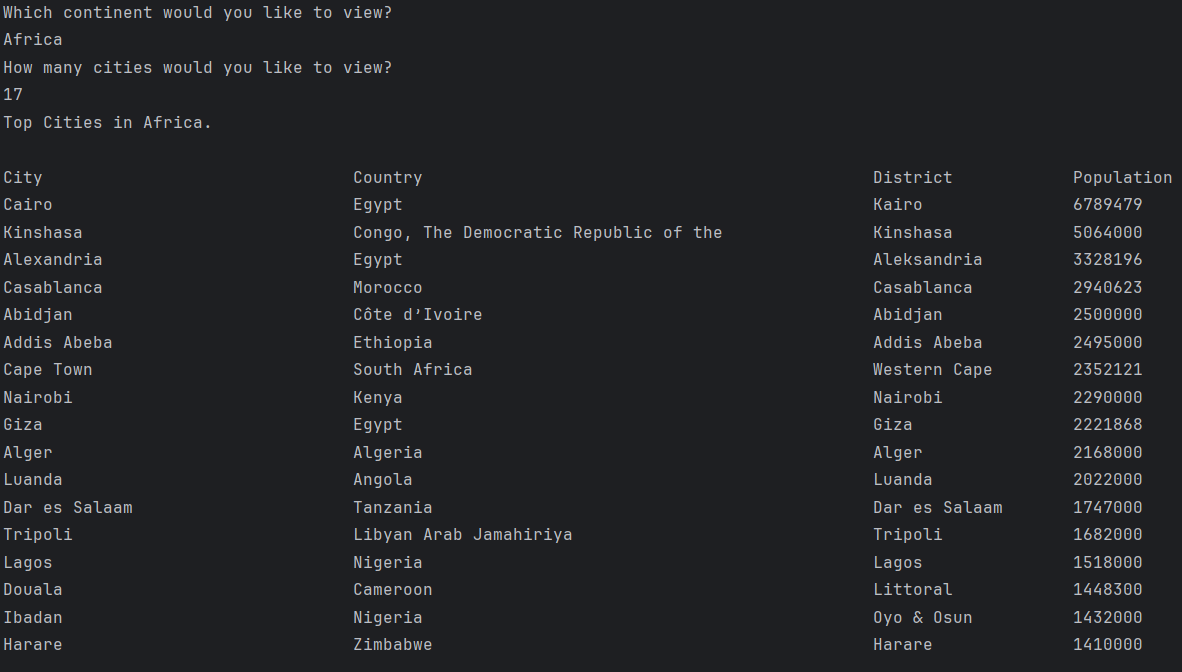 Which continent would you like to view?
Africa
How many cities would you like to view?
17
Top Cities in Africa.
City Country District Population
Cairo Egypt Kairo 6789479
Kinshasa Congo, The Democratic Republic of the Kinshasa 5064000
Alexandria Egypt Aleksandria 3328196
Casablanca Morocco Casablanca 2940623
Abidjan Côte d’Ivoire Abidjan 2500000
Addis Abeba Ethiopia Addis Abeba 2495000
Cape Town South Africa Western Cape 2352121
Nairobi Kenya Nairobi 2290000
Giza Egypt Giza 2221868
Alger Algeria Alger 2168000
Luanda Angola Luanda 2022000
Dar es Salaam Tanzania Dar es Salaam 1747000
Tripoli Libyan Arab Jamahiriya Tripoli 1682000
Lagos Nigeria Lagos 1518000
Douala Cameroon Littoral 1448300
Ibadan Nigeria Oyo & Osun 1432000
Harare Zimbabwe Harare 1410000